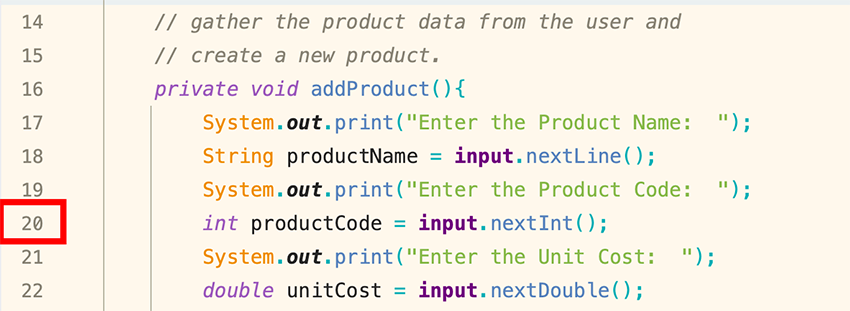 14 // gather the product data from the user and
15 // create a new product.
16 private void addProduct(){
17 System.out.print("Enter the Product Name:  ");
18 String productName = input.nextLine();
19 System.out.print("Enter the Product Code:  ");
20 int productCode = input.nextInt();
21 System.out.print("Enter the Unit Cost:  ");
22 double unitCost = input.nextDouble();